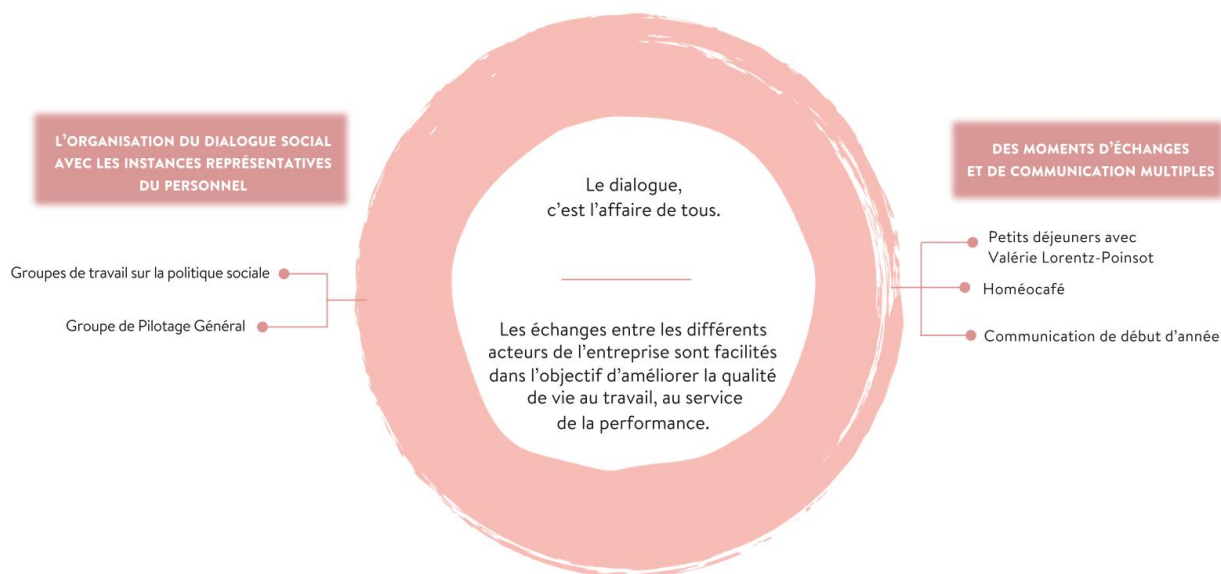 L’ORGANISATION DU DIALOGUE SOCIAL
AVEC LES INSTANCES REPRÉSENTATIVES
DU PERSONNEL
Groupes de travail sur la politique sociale
Groupe de Pilotage Général
Le dialogue,
c’est l’affaire de tous.
Les échanges entre les différents
acteurs de l’entreprise sont facilités
dans l’objectif d’améliorer la qualité
de vie au travail, au service
de la performance.
DES MOMENTS D’ÉCHANGES
ET DE COMMUNICATION MULTIPLES
Petits déjeuners avec
Valérie Lorentz-Poinsot
Homéocafé
Communication de début d’année